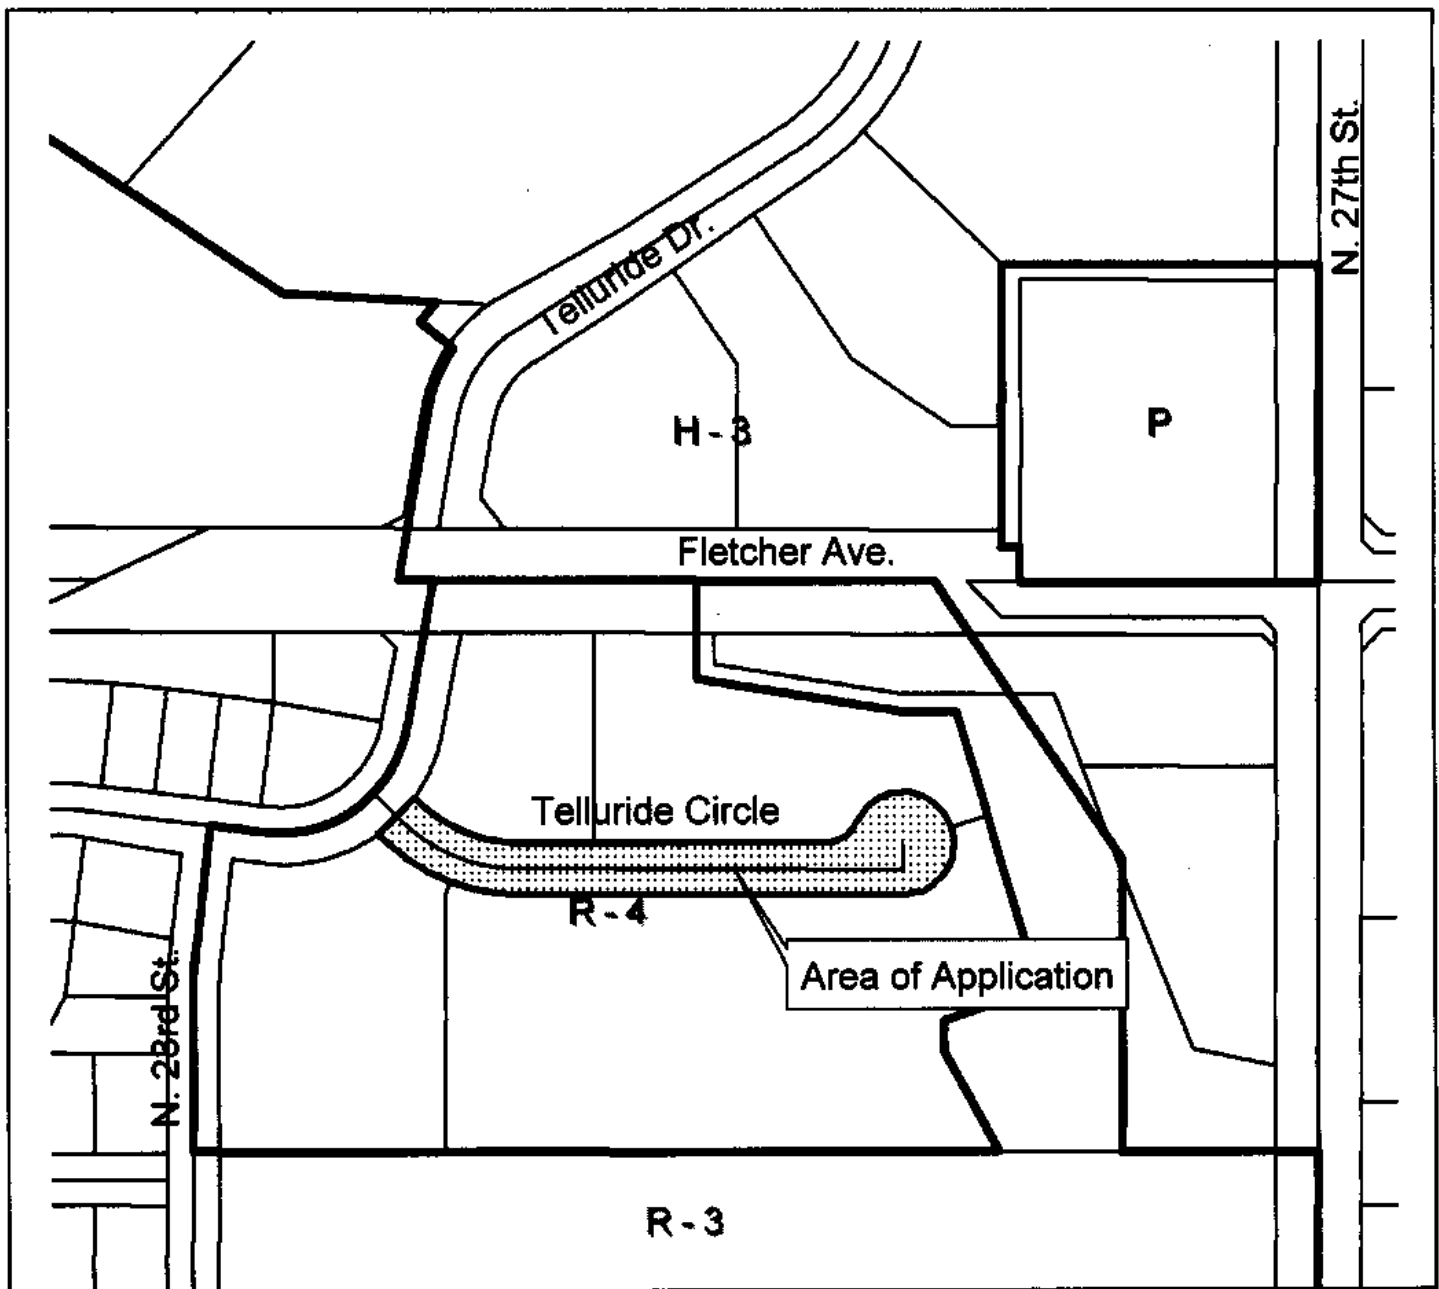 N. 27th St.
Telluride Dr.
H - 3
P
Fletcher Ave.
Telluride Circle
R - 4
Area of Application
N. 23rd St.
R - 3